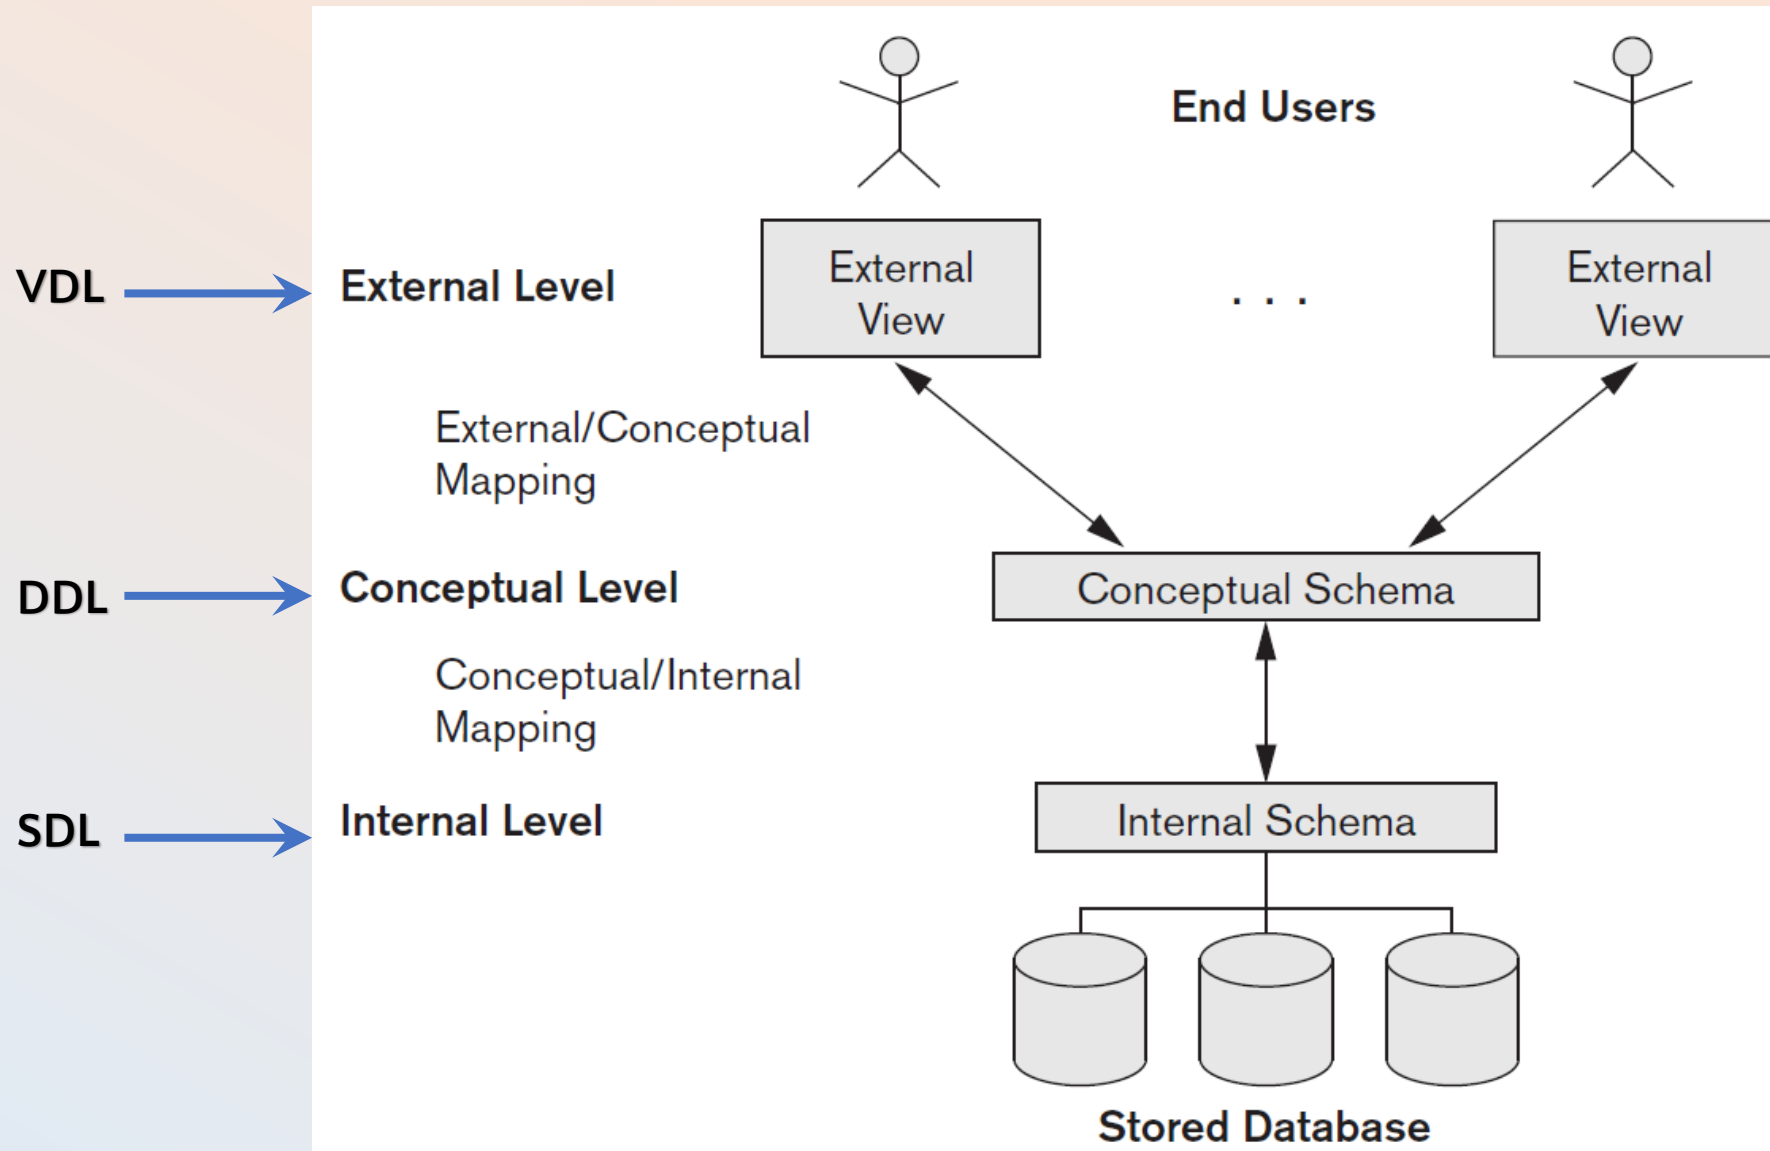 End Users
VDL
External Level
External
View
. . .
External
View
External/Conceptual
Mapping
DDL
Conceptual Level
Conceptual Schema
Conceptual/Internal
Mapping
SDL
Internal Level
Internal Schema
Stored Database